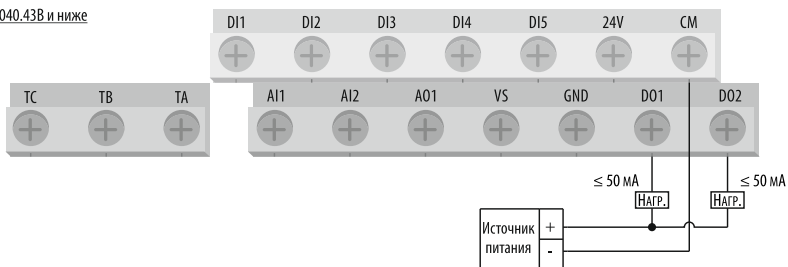 040.43В и ниже
DI1 DI2 DI3 DI4 DI5 24V CM
TC TB TA AI1 AI2 AO1 VS GND DO1 DO2
≤ 50 мА ≤ 50 мА
НАГР. НАГР.
Источник +
питания -